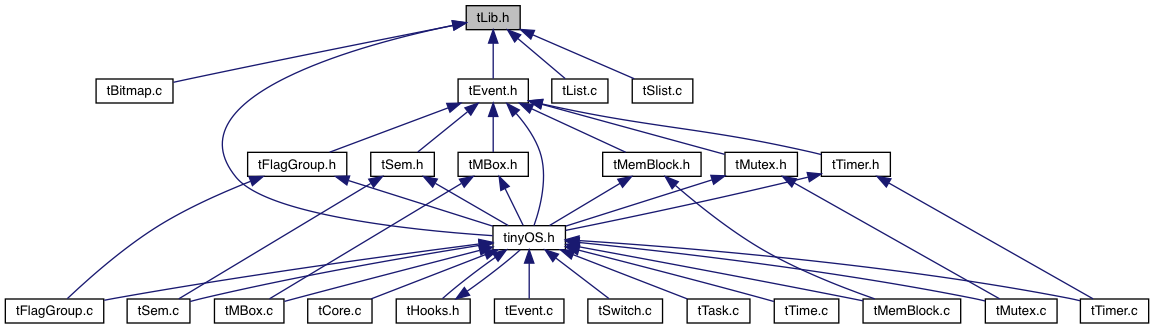 tLib.h
tBitmap.c tEvent.h tList.c tSlist.c
tFlagGroup.h tSem.h tMBox.h tMemBlock.h tMutex.h tTimer.h
tinyOS.h
tFlagGroup.c tSem.c tMBox.c tCore.c tHooks.h tEvent.c tSwitch.c tTask.c tTime.c tMemBlock.c tMutex.c tTimer.c